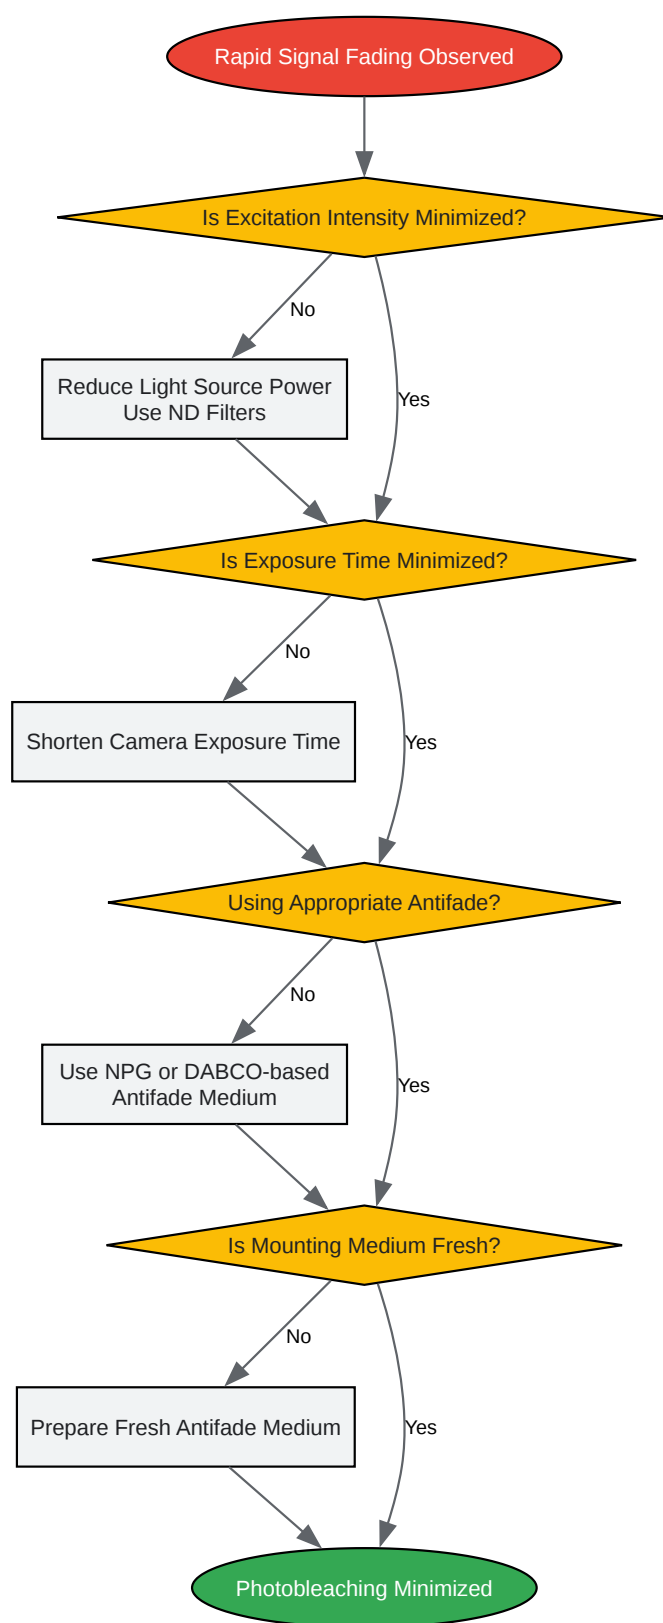 Rapid Signal Fading Observed
Is Excitation Intensity Minimized?
No
Reduce Light Source Power
Use ND Filters
Yes
Is Exposure Time Minimized?
No
Shorten Camera Exposure Time
Yes
Using Appropriate Antifade?
No
Use NPG or DABCO-based
Antifade Medium
Yes
Is Mounting Medium Fresh?
No
Prepare Fresh Antifade Medium
Yes
Photobleaching Minimized